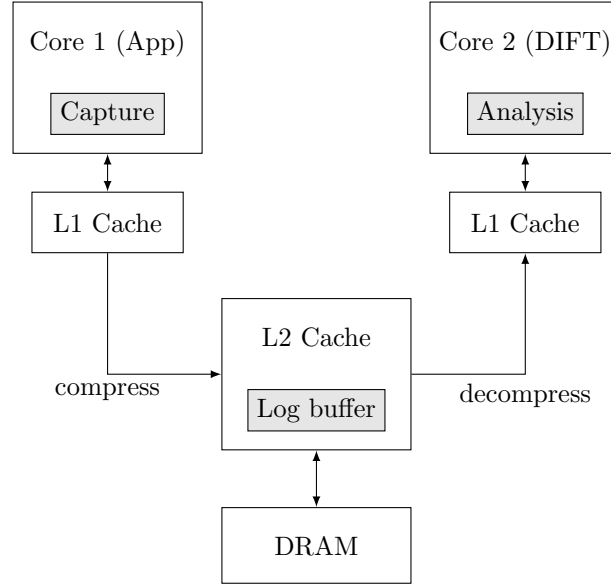 Core 1 (App)
Core 2 (DIFT)
Capture
Analysis
L1 Cache
L1 Cache
L2 Cache
compress
decompress
Log buffer
DRAM